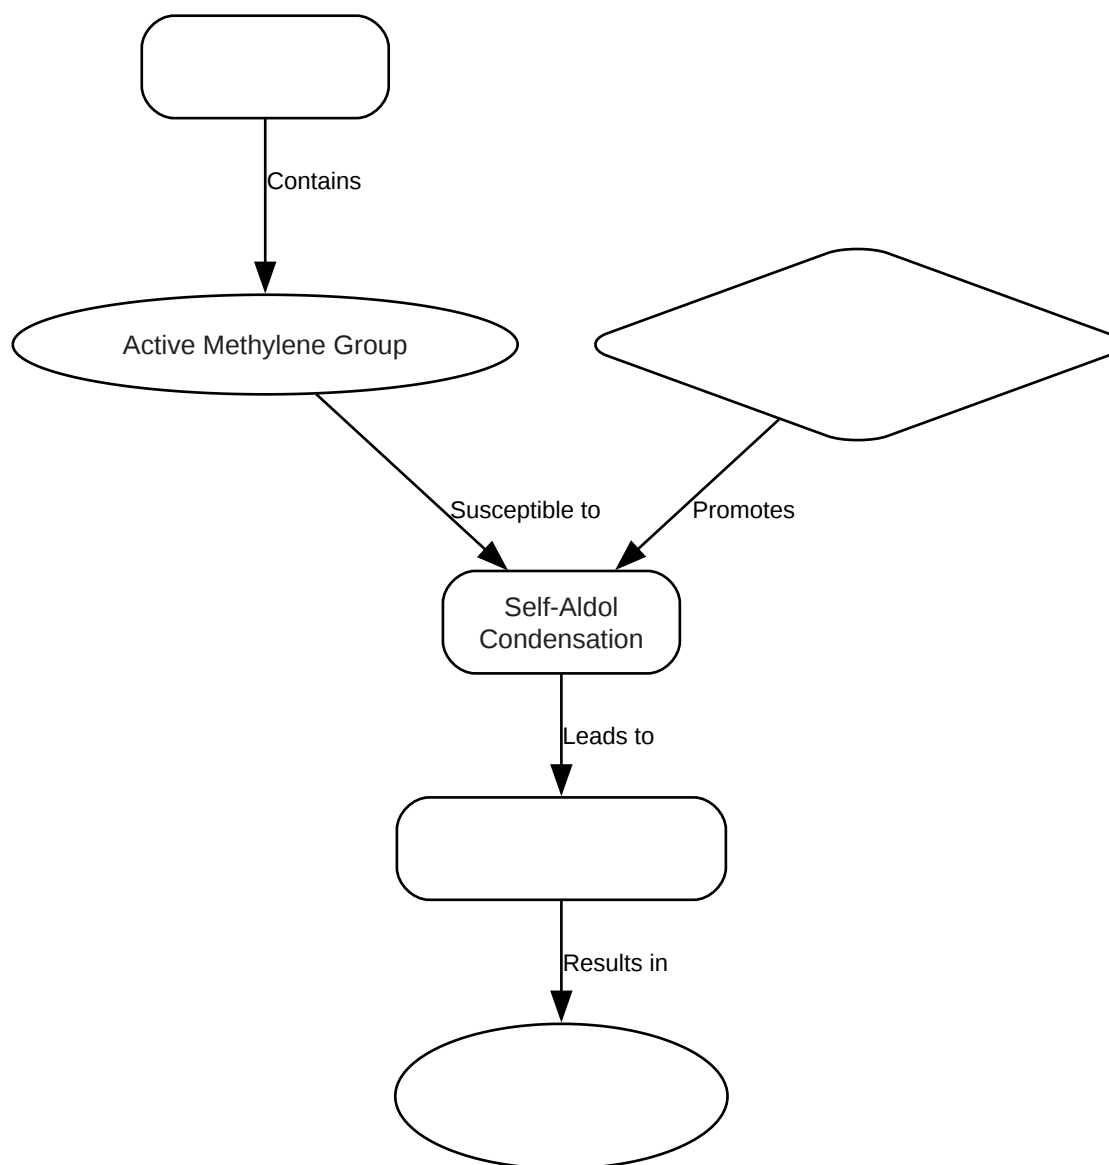 Contains
Active Methylene Group
Susceptible to
Promotes
Self-Aldol
Condensation
Leads to
Results in